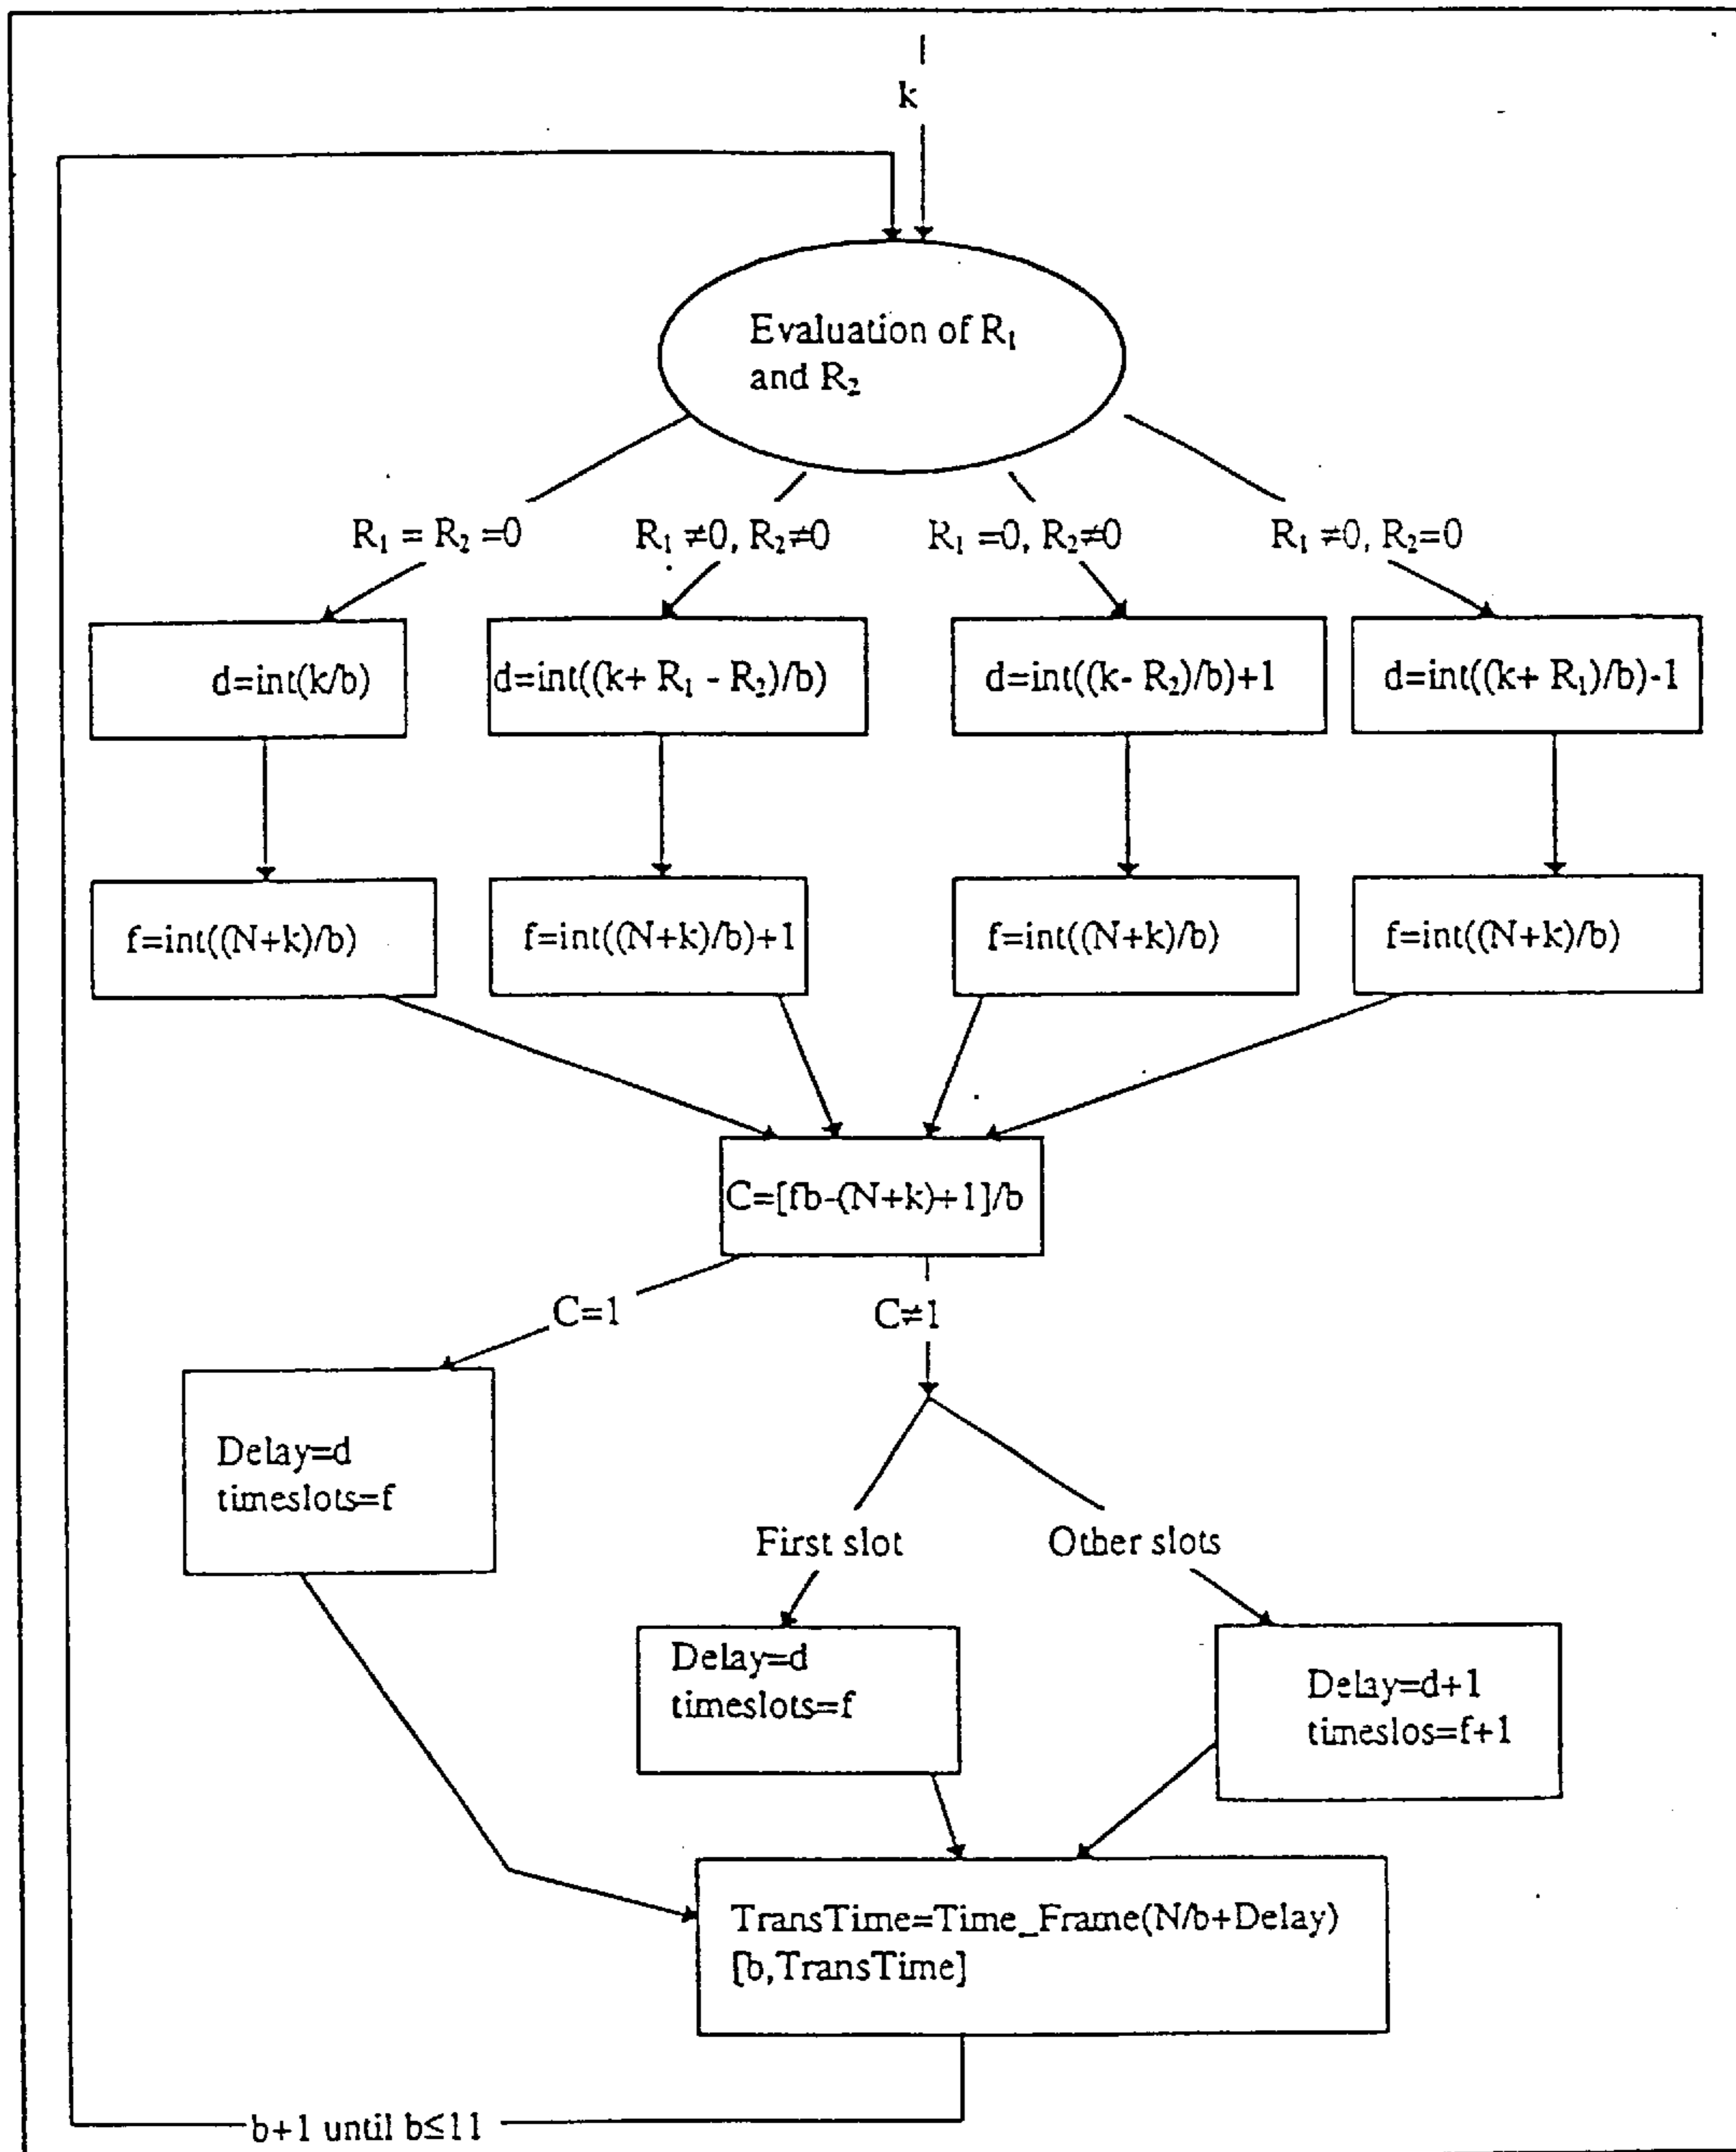 k
Evaluation of R₁
and R₂
R₁ = R₂ =0
R₁ ≠0, R₂≠0
R₁ =0, R₂≠0
R₁ ≠0, R₂=0
d=int(k/b)
d=int((k+ R₁ - R₂)/b)
d=int((k- R₂)/b)+1
d=int((k+ R₁)/b)-1
f=int((N+k)/b)
f=int((N+k)/b)+1
f=int((N+k)/b)
f=int((N+k)/b)
C=[fb-(N+k)+1]/b
C=1
C≠1
Delay=d
timeslots=f
First slot
Other slots
Delay=d
timeslots=f
Delay=d+1
timeslos=f+1
TransTime=Time_Frame(N/b+Delay)
[b,TransTime]
b+1 until b≤11